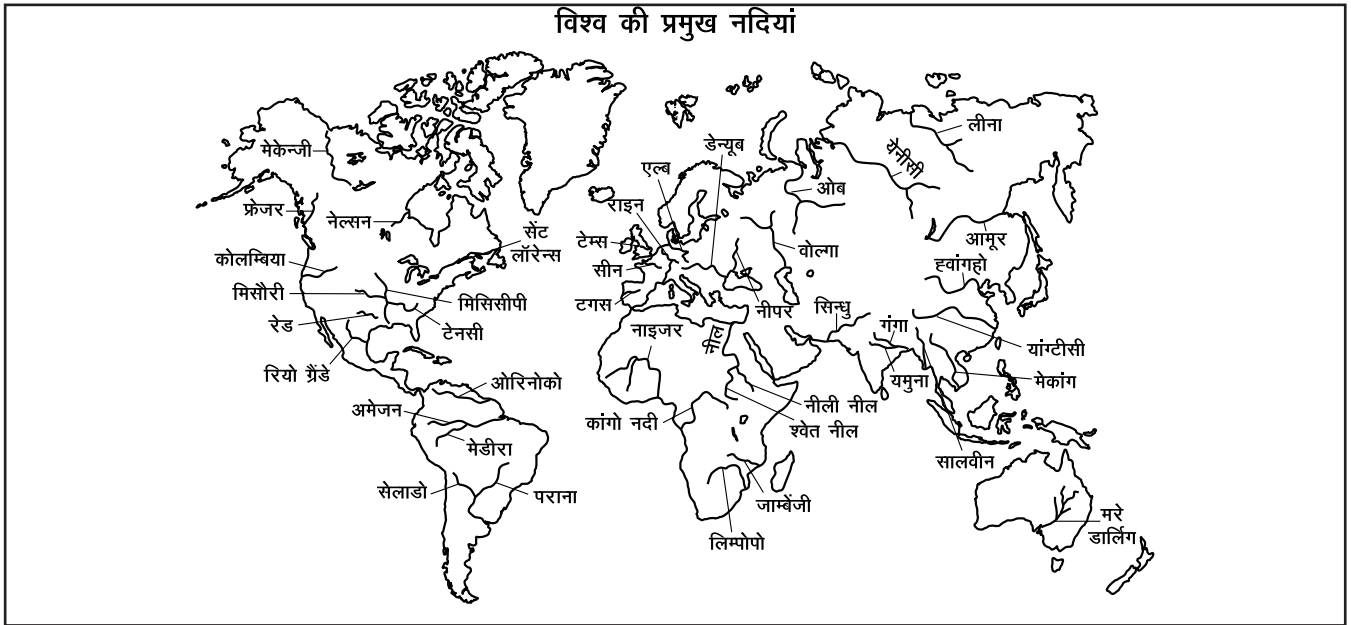 विश्व की प्रमुख नदियां
मेकेन्जी
फ्रेजर
नेल्सन
सेंट
लॉरेन्स
कोलम्बिया
मिसौरी
मिसिसीपी
रेड
टेनसी
रियो ग्रैंडे
ओरिनोको
अमेजन
मेडीरा
सेलाडो
पराना
डेन्यूब
एल्ब
राइन
टेम्स
सीन
टगस
वोल्गा
नीपर
ओब
येनीसी
लीना
आमूर
ह्वांगहो
सिन्धु
गंगा
यमुना
यांग्टीसी
मेकांग
सालवीन
नाइजर
नील
नीली नील
श्वेत नील
कांगो नदी
जाम्बेंजी
लिम्पोपो
मरे
डार्लिंग